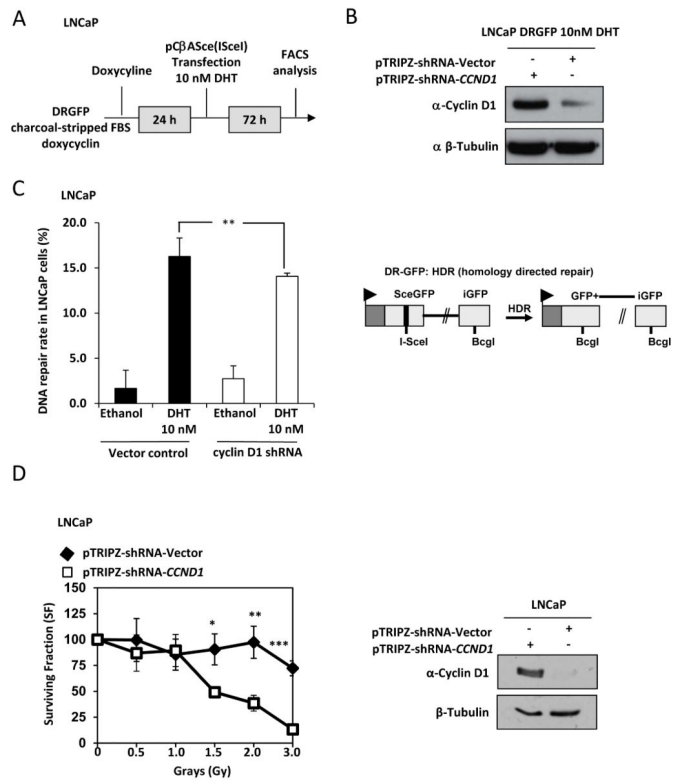 A
LNCaP
pCβASce(ISceI)
Transfection
10 nM DHT
Doxycyline
FACS
analysis
DRGFP
charcoal-stripped FBS
doxycyclin
24 h
72 h
B
LNCaP DRGFP 10nM DHT
pTRIPZ-shRNA-Vector - +
pTRIPZ-shRNA-CCND1 + -
α-Cyclin D1
α β-Tubulin
C
LNCaP
DNA repair rate in LNCaP cells (%)
20.0
15.0
10.0
5.0
0.0
**
Ethanol DHT 10 nM Ethanol DHT 10 nM
Vector control cyclin D1 shRNA
DR-GFP: HDR (homology directed repair)
SceGFP iGFP HDR GFP+ iGFP
I-SceI BcgI BcgI BcgI
D
LNCaP
pTRIPZ-shRNA-Vector
pTRIPZ-shRNA-CCND1
Surviving Fraction (SF)
150
125
100
75
50
25
0
* ** ***
0 0.5 1.0 1.5 2.0 3.0
Grays (Gy)
LNCaP
pTRIPZ-shRNA-Vector - +
pTRIPZ-shRNA-CCND1 + -
α-Cyclin D1
β-Tubulin